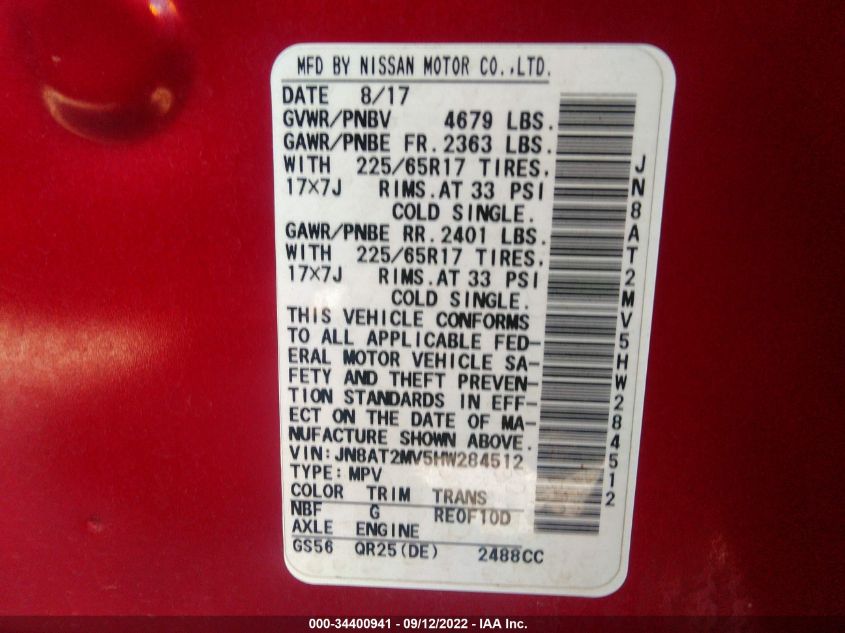 MFD BY NISSAN MOTOR CO.,LTD.
DATE 8/17
GVWR/PNBV 4679 LBS.
GAWR/PNBE FR. 2363 LBS.
WITH 225/65R17 TIRES.
17×7J RIMS. AT 33 PSI
COLD SINGLE.
GAWR/PNBE RR. 2401 LBS.
WITH 225/65R17 TIRES.
17×7J RIMS. AT 33 PSI
COLD SINGLE.
THIS VEHICLE CONFORMS
TO ALL APPLICABLE FED-
ERAL MOTOR VEHICLE SA-
FETY AND THEFT PREVEN-
TION STANDARDS IN EFF-
ECT ON THE DATE OF MA-
NUFACTURE SHOWN ABOVE.
VIN:JN8AT2MV5HW284512
TYPE:MPV
COLOR TRIM TRANS
NBF G RE0F10D
AXLE ENGINE
GS56 QR25(DE) 2488CC
JN8AT2MV5HW284512
000-34400941 - 09/12/2022 - IAA Inc.